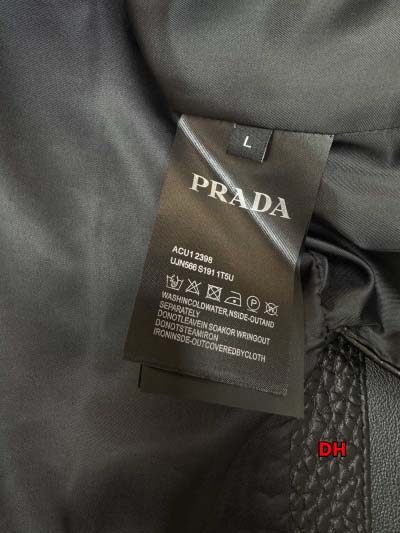 L
PRADA
ACU1 2398
UJN566 S191 1T5U
WASHINCOLDWATER,NSIDE-OUTAND
SEPARATELY
DONOTLEAVEIN SOAKOR WRINGOUT
DONOTSTEAMIRON
IRONINSDE-OUTCOVEREDBYCLOTH
DH